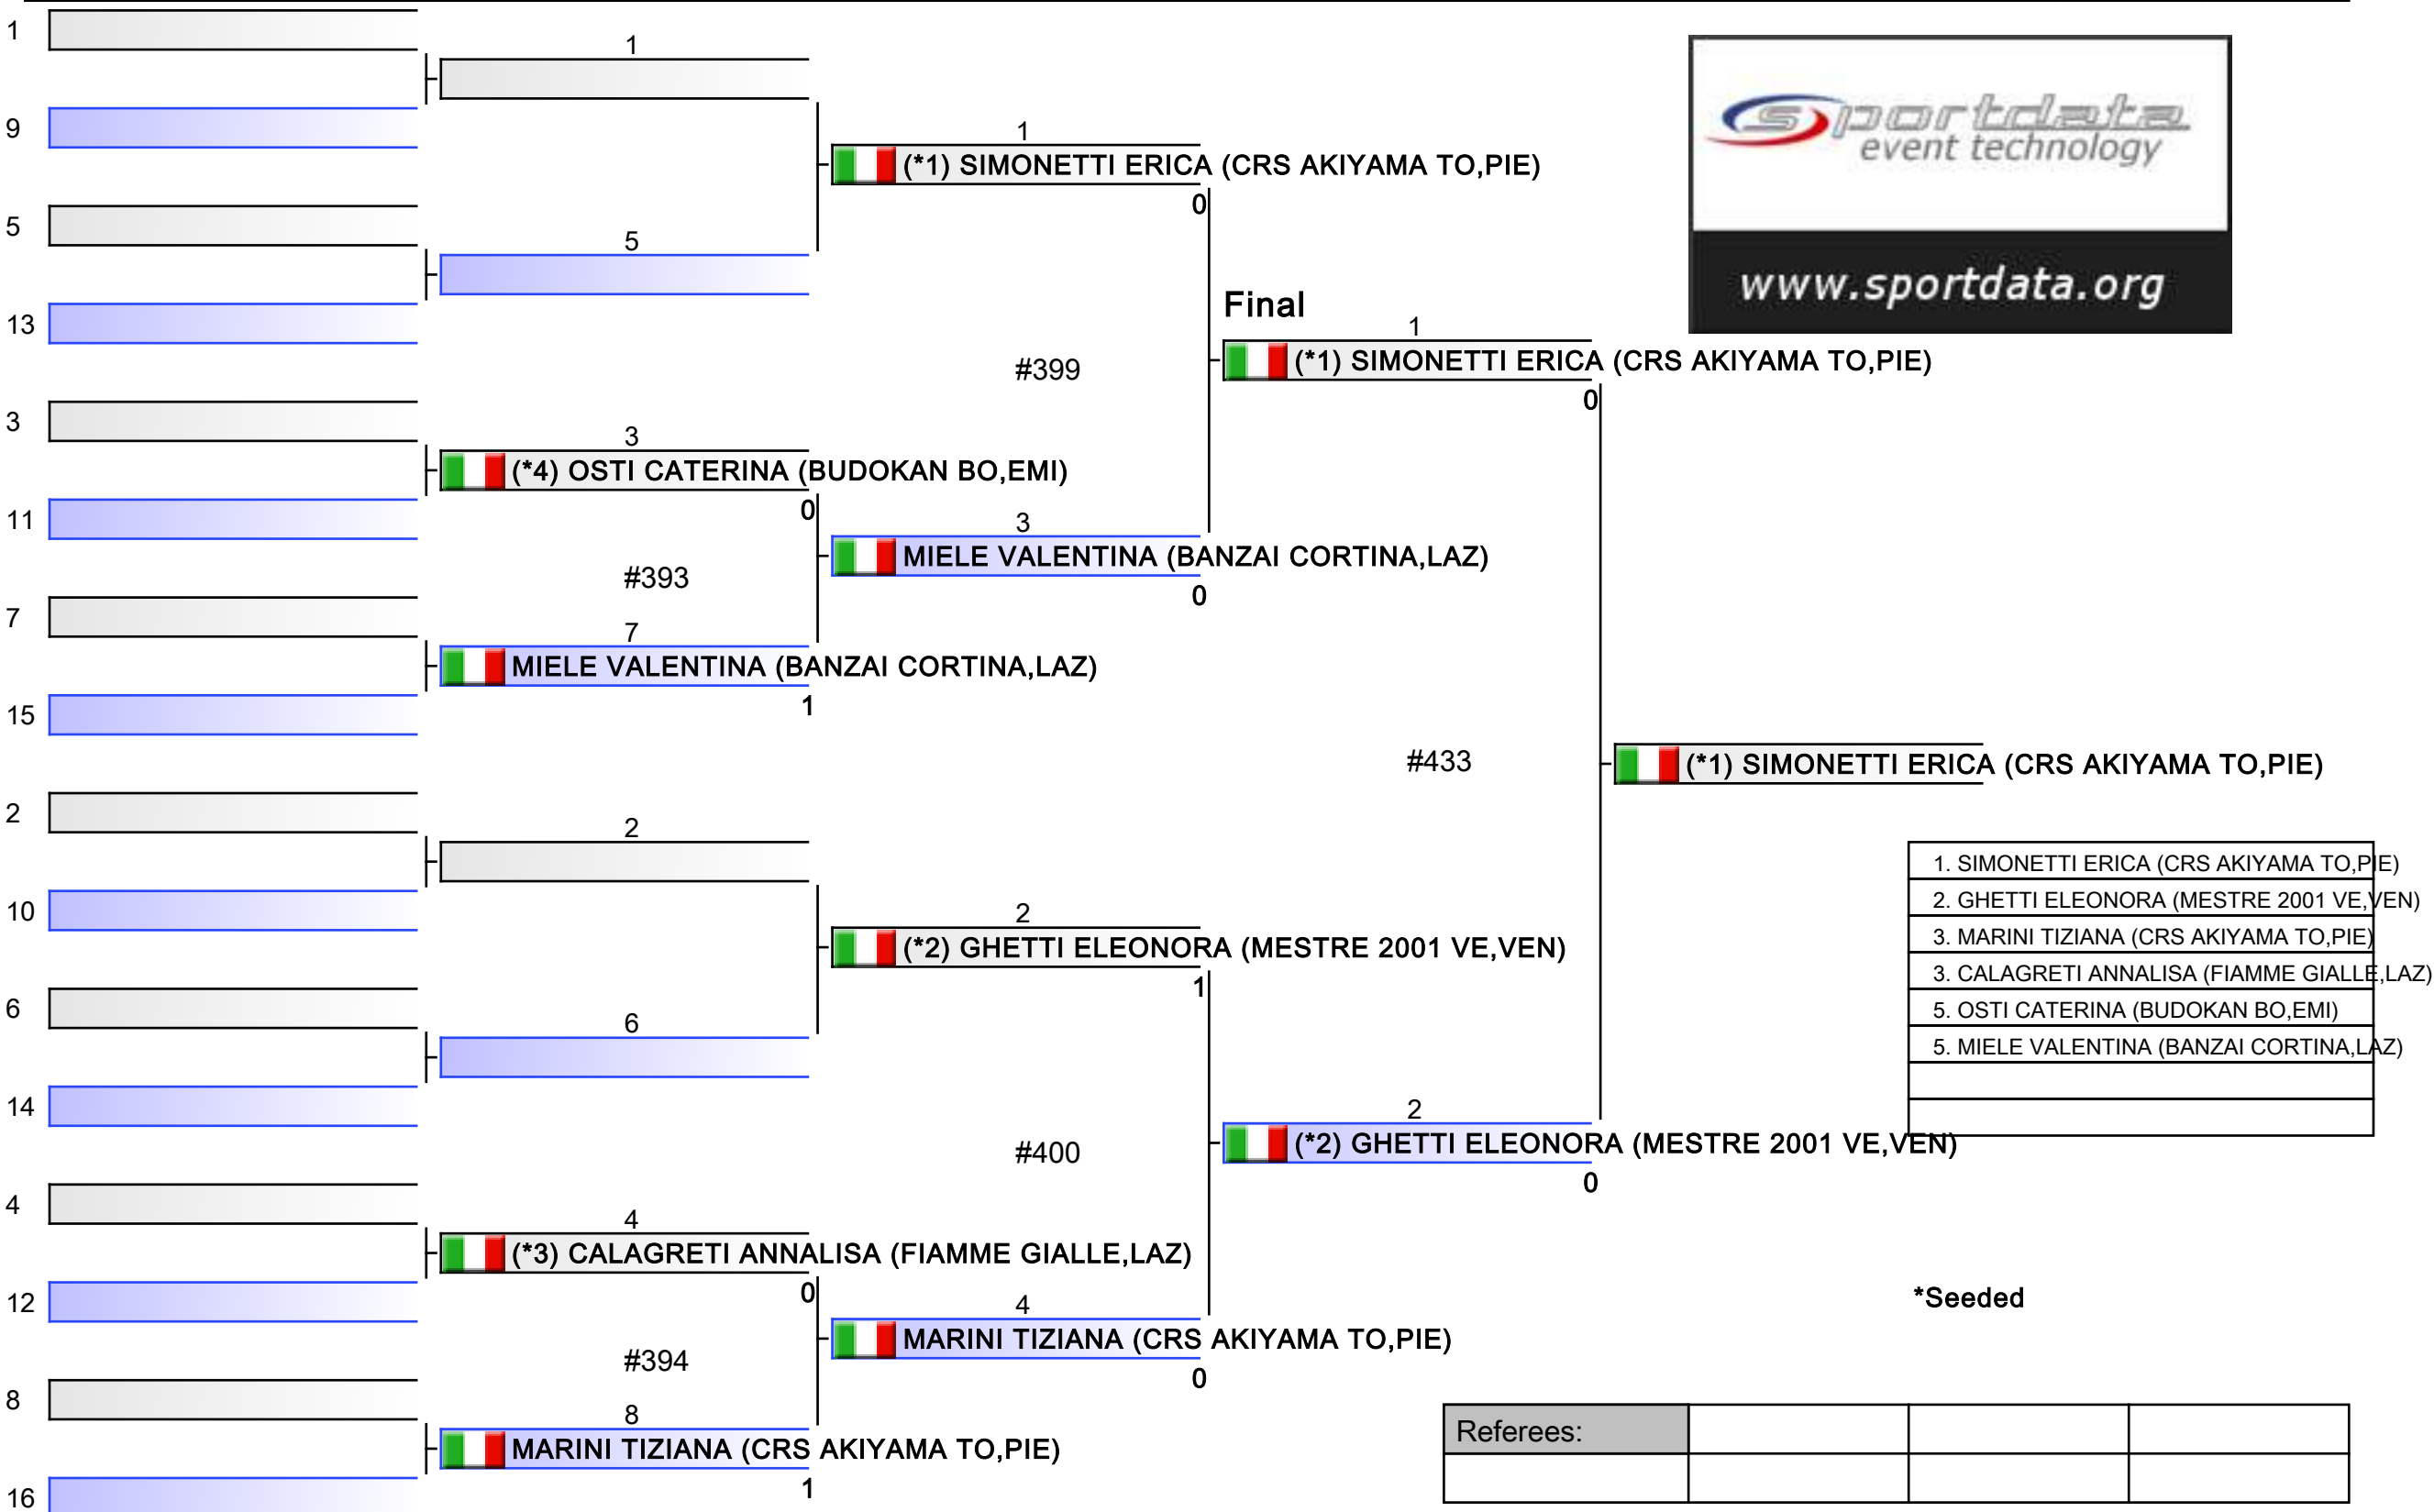 1
1
9
1
(*1) SIMONETTI ERICA (CRS AKIYAMA TO,PIE)
0
sportdata
event technology
www.sportdata.org
5
5
13
Final
1
(*1) SIMONETTI ERICA (CRS AKIYAMA TO,PIE)
0
#399
3
3
(*4) OSTI CATERINA (BUDOKAN BO,EMI)
0
11
3
MIELE VALENTINA (BANZAI CORTINA,LAZ)
0
#393
7
7
MIELE VALENTINA (BANZAI CORTINA,LAZ)
1
15
#433
(*1) SIMONETTI ERICA (CRS AKIYAMA TO,PIE)
2
2
10
2
(*2) GHETTI ELEONORA (MESTRE 2001 VE,VEN)
1
1. SIMONETTI ERICA (CRS AKIYAMA TO,PIE)
2. GHETTI ELEONORA (MESTRE 2001 VE,VEN)
3. MARINI TIZIANA (CRS AKIYAMA TO,PIE)
3. CALAGRETI ANNALISA (FIAMME GIALLE,LAZ)
5. OSTI CATERINA (BUDOKAN BO,EMI)
5. MIELE VALENTINA (BANZAI CORTINA,LAZ)
6
6
14
#400
2
(*2) GHETTI ELEONORA (MESTRE 2001 VE,VEN)
0
4
4
(*3) CALAGRETI ANNALISA (FIAMME GIALLE,LAZ)
0
12
4
MARINI TIZIANA (CRS AKIYAMA TO,PIE)
0
*Seeded
#394
8
8
MARINI TIZIANA (CRS AKIYAMA TO,PIE)
1
16
Referees: